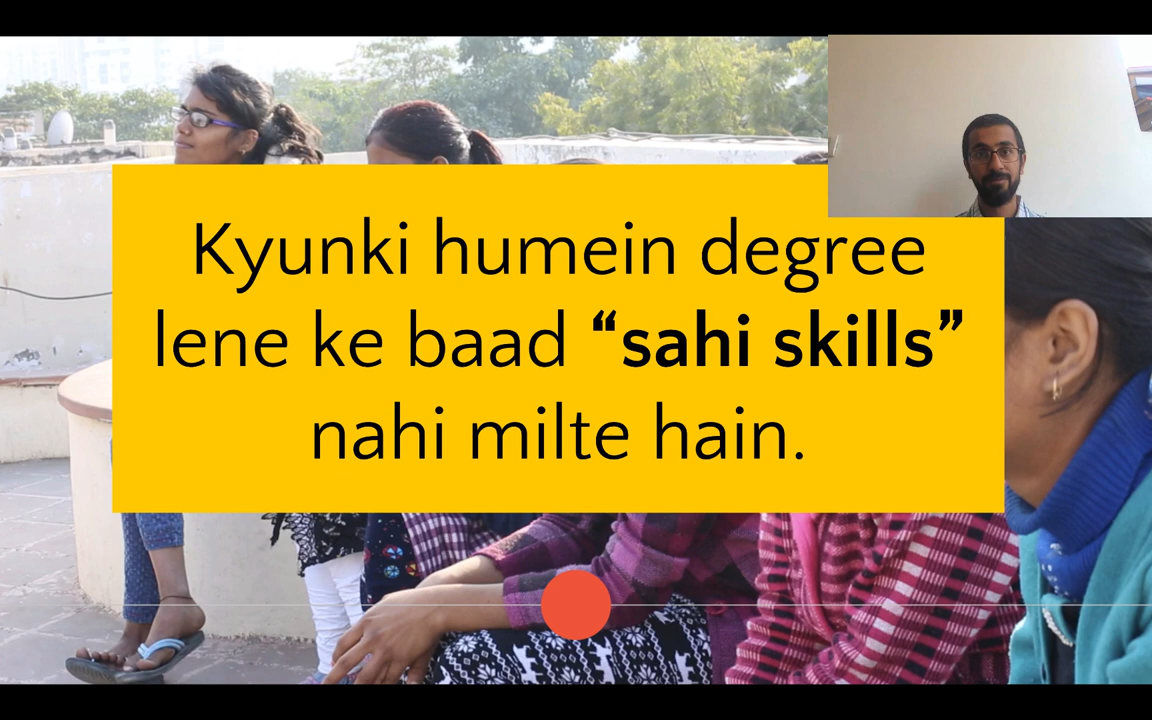 Kyunki humein degree
lene ke baad “sahi skills”
nahi milte hain.